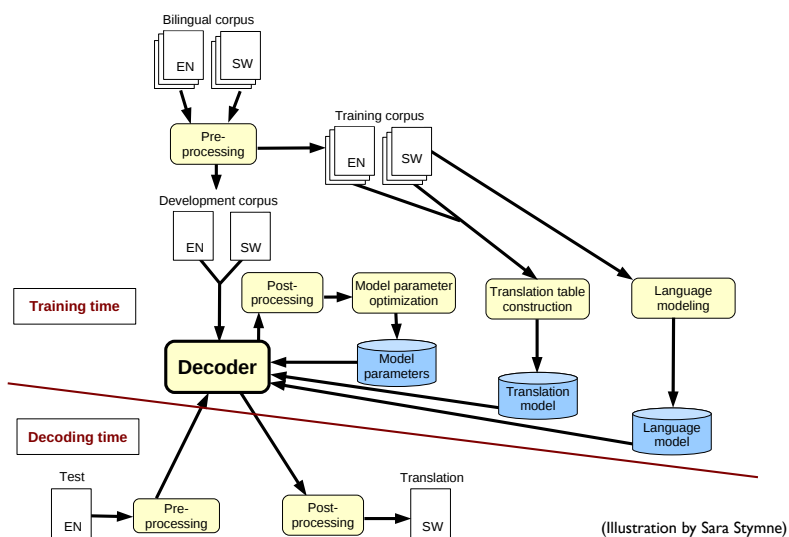 Bilingual corpus
EN
SW
Training corpus
Pre-
processing
EN
SW
Development corpus
EN
SW
Post-
processing
Model parameter
optimization
Translation table
construction
Language
modeling
Training time
Decoder
Model
parameters
Translation
model
Language
model
Decoding time
Test
Translation
EN
Pre-
processing
Post-
processing
SW
(Illustration by Sara Stymne)